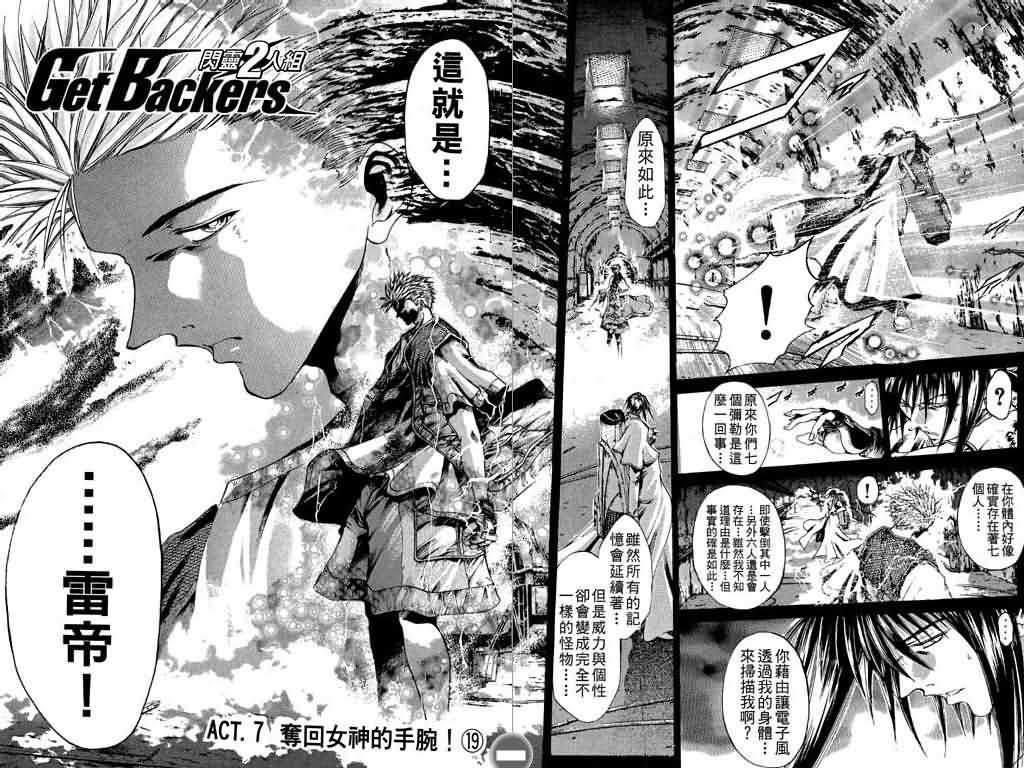 ！
？
…
原來你們七
個彌勒是這
麼一回事…
在你體內好像
確實存在著七
個人……
！
即使擊倒其中一人
…另外六人還是會
存在…雖然我不知
道理由是什麼…但
事實的確是如此…
…
你藉由讓電子風
透過我的身體…
來掃描我啊？
原來如此…
雖然所有的記
憶會延續著…
但是威力與個性
卻會變成完全不
一樣的怪物……
閃靈2人組
GetBackers
這就是…
……雷帝！
ACT.7 奪回女神的手腕！⑲